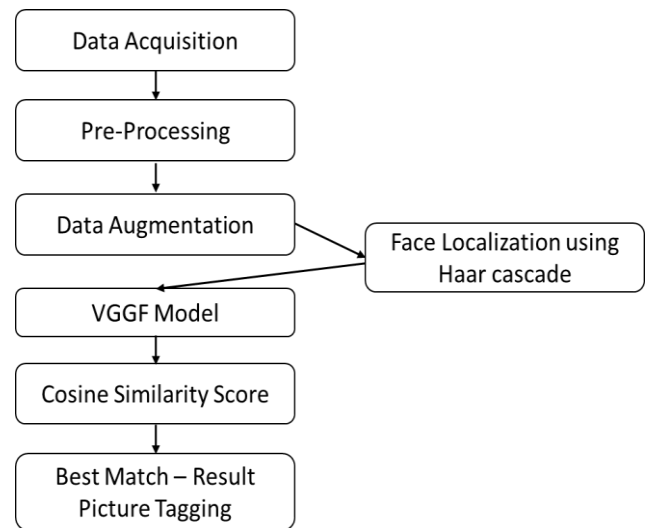 Data Acquisition
Pre-Processing
Data Augmentation
Face Localization using
Haar cascade
VGGF Model
Cosine Similarity Score
Best Match – Result
Picture Tagging